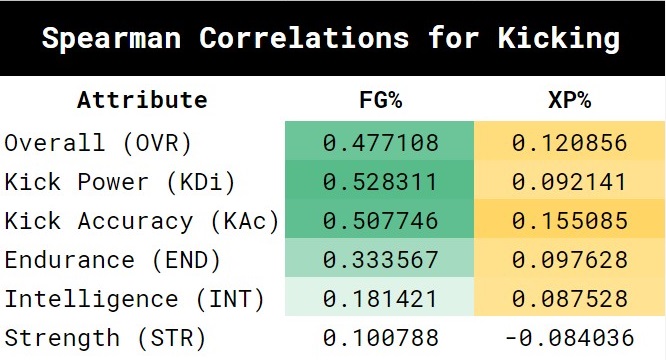 Spearman Correlations for Kicking
Attribute FG% XP%
Overall (OVR) 0.477108 0.120856
Kick Power (KDi) 0.528311 0.092141
Kick Accuracy (KAc) 0.507746 0.155085
Endurance (END) 0.333567 0.097628
Intelligence (INT) 0.181421 0.087528
Strength (STR) 0.100788 -0.084036